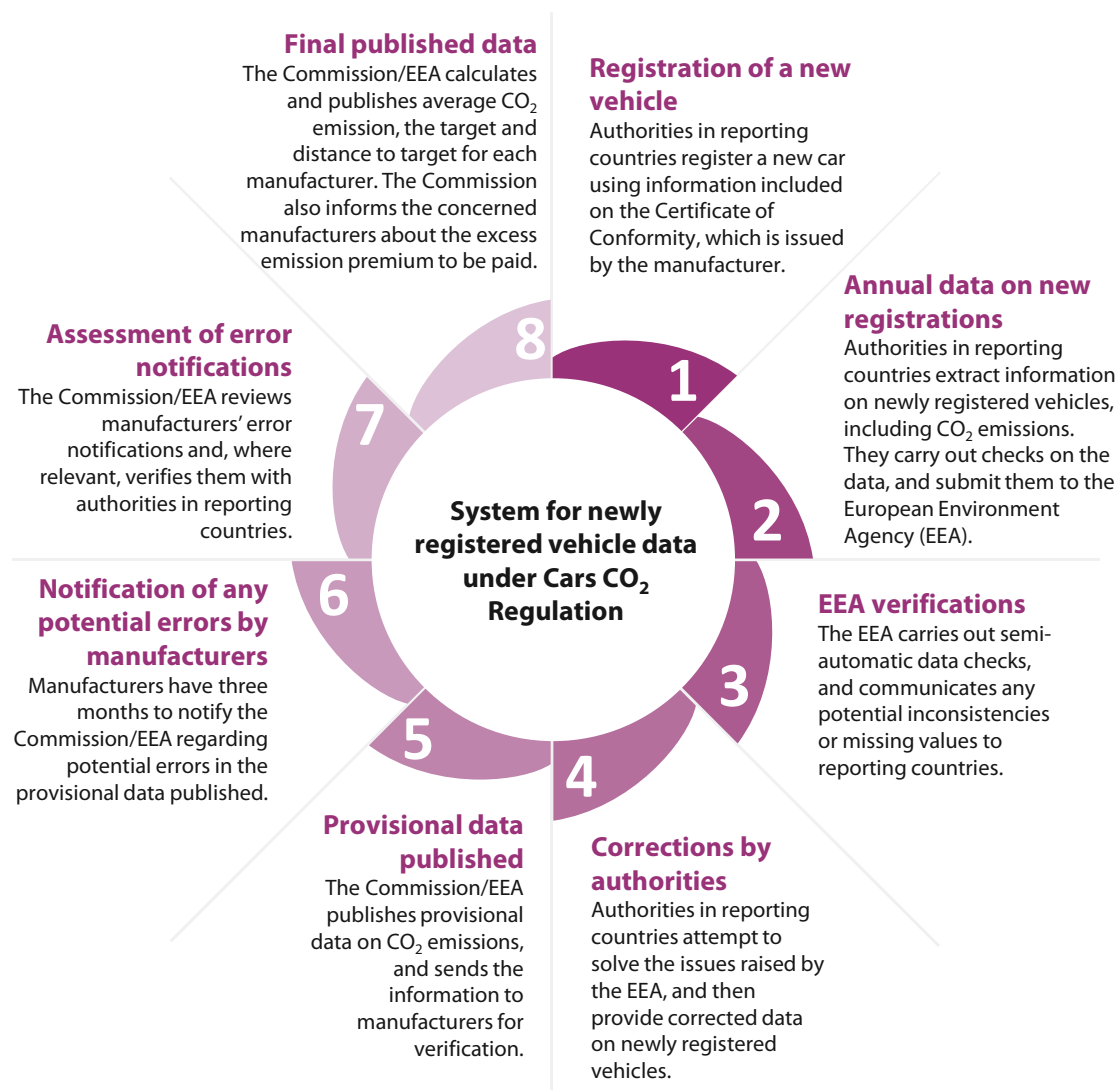 System for newly
registered vehicle data
under Cars CO₂
Regulation
1
Registration of a new
vehicle
Authorities in reporting
countries register a new car
using information included
on the Certificate of
Conformity, which is issued
by the manufacturer.
2
Annual data on new
registrations
Authorities in reporting
countries extract information
on newly registered vehicles,
including CO₂ emissions.
They carry out checks on the
data, and submit them to the
European Environment
Agency (EEA).
3
EEA verifications
The EEA carries out semi-
automatic data checks,
and communicates any
potential inconsistencies
or missing values to
reporting countries.
4
Corrections by
authorities
Authorities in reporting
countries attempt to
solve the issues raised by
the EEA, and then
provide corrected data
on newly registered
vehicles.
5
Provisional data
published
The Commission/EEA
publishes provisional
data on CO₂ emissions,
and sends the
information to
manufacturers for
verification.
6
Notification of any
potential errors by
manufacturers
Manufacturers have three
months to notify the
Commission/EEA regarding
potential errors in the
provisional data published.
7
Assessment of error
notifications
The Commission/EEA reviews
manufacturers’ error
notifications and, where
relevant, verifies them with
authorities in reporting
countries.
8
Final published data
The Commission/EEA calculates
and publishes average CO₂
emission, the target and
distance to target for each
manufacturer. The Commission
also informs the concerned
manufacturers about the excess
emission premium to be paid.